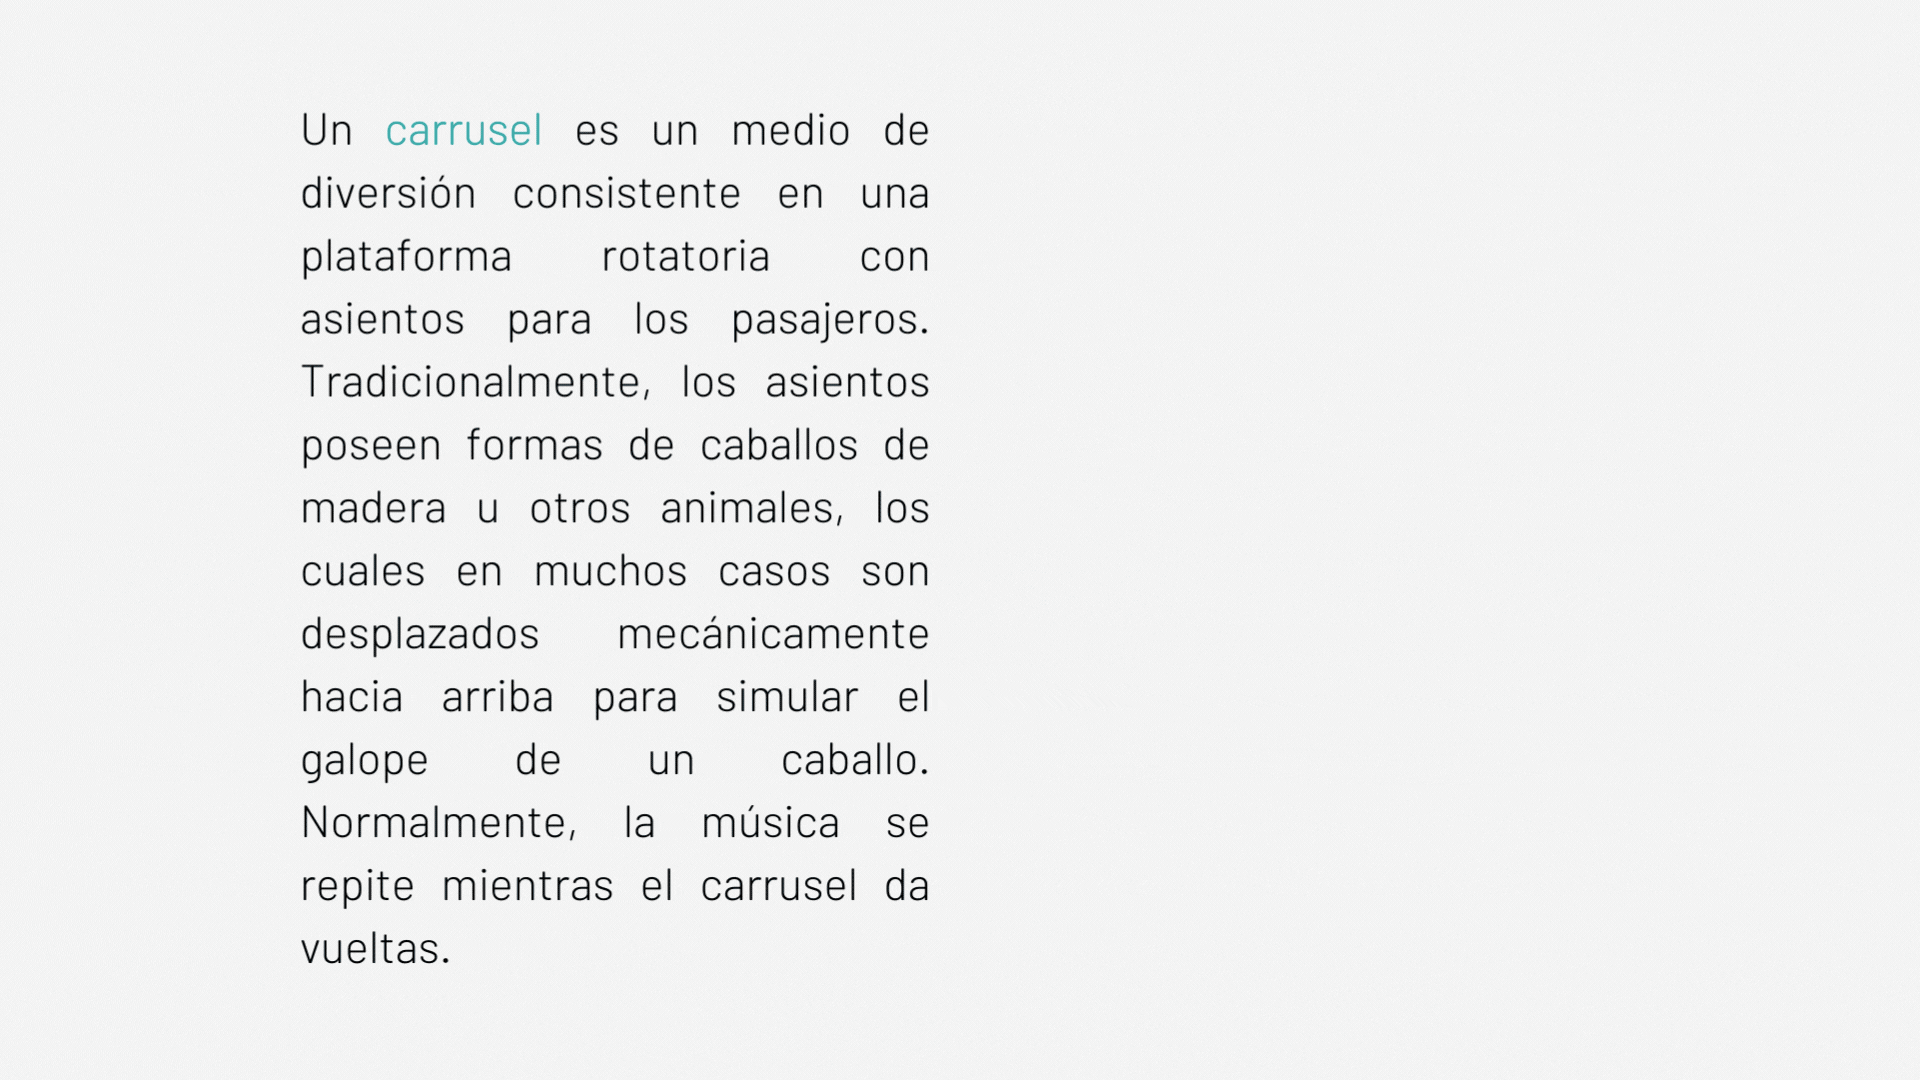 Un carrusel es un medio de
diversión consistente en una
plataforma rotatoria con
asientos para los pasajeros.
Tradicionalmente, los asientos
poseen formas de caballos de
madera u otros animales, los
cuales en muchos casos son
desplazados mecánicamente
hacia arriba para simular el
galope de un caballo.
Normalmente, la música se
repite mientras el carrusel da
vueltas.